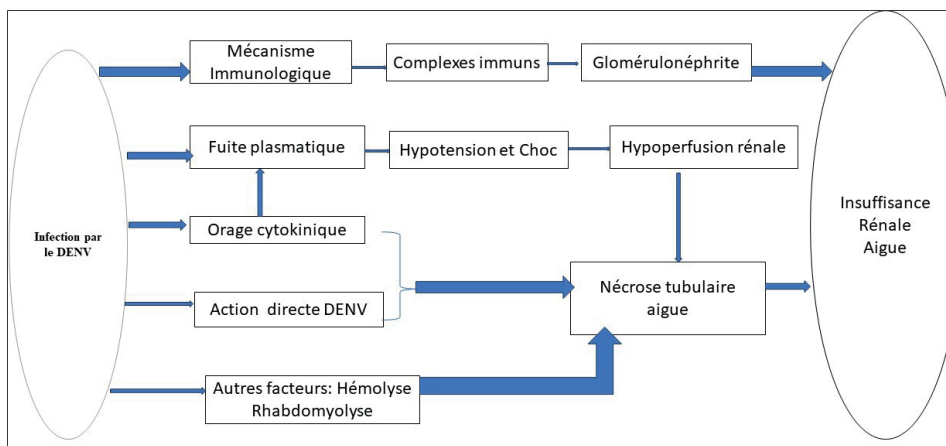 Mécanisme
Immunologique
Complexes immuns
Glomérulonéphrite
Fuite plasmatique
Hypotension et Choc
Hypoperfusion rénale
Infection par
le DENV
Orage cytokinique
Insuffisance
Rénale
Aigue
Action directe DENV
Nécrose tubulaire
aigue
Autres facteurs: Hémolyse
Rhabdomyolyse